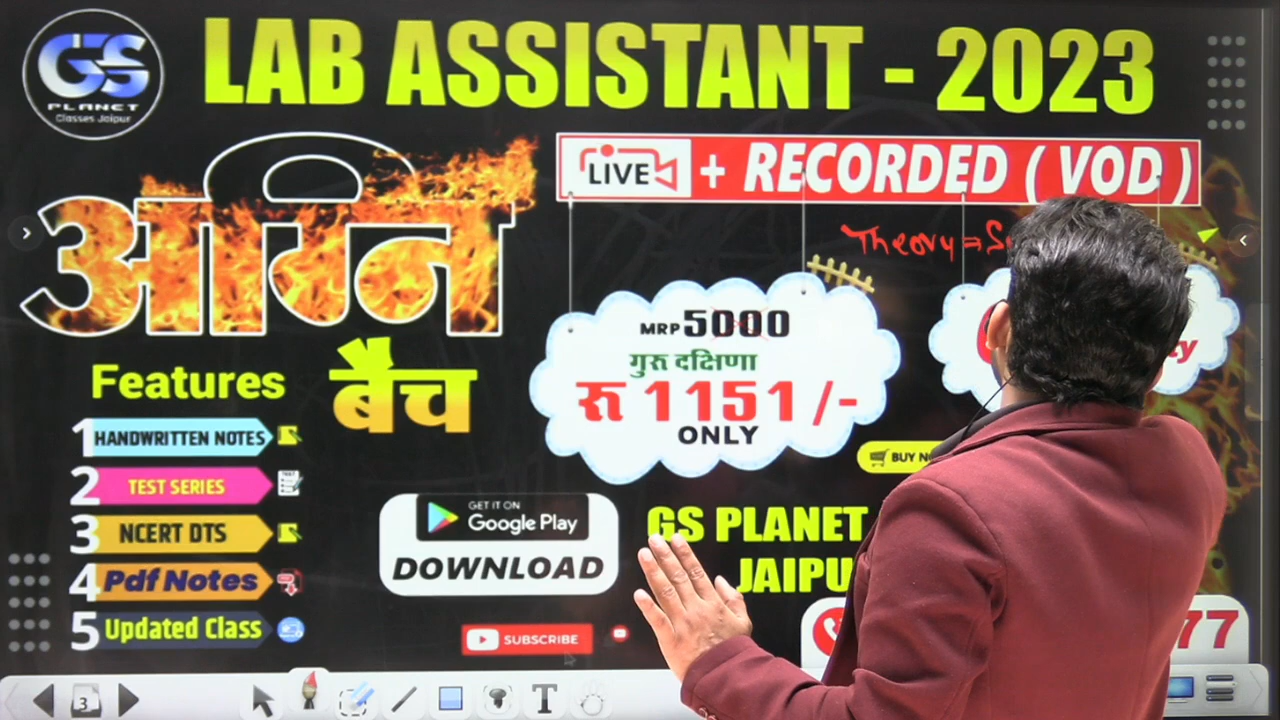 GS
PLANET
Classes Jaipur
LAB ASSISTANT - 2023
अग्नि
बैंच
LIVE + RECORDED ( VOD )
Theory =
MRP 5000
गुरू दक्षिणा
रू 1151 /-
ONLY
BUY
Features
1 HANDWRITTEN NOTES
2 TEST SERIES
3 NCERT DTS
4 Pdf Notes
5 Updated Class
GET IT ON
Google Play
DOWNLOAD
SUBSCRIBE
GS PLANET
77
3
T